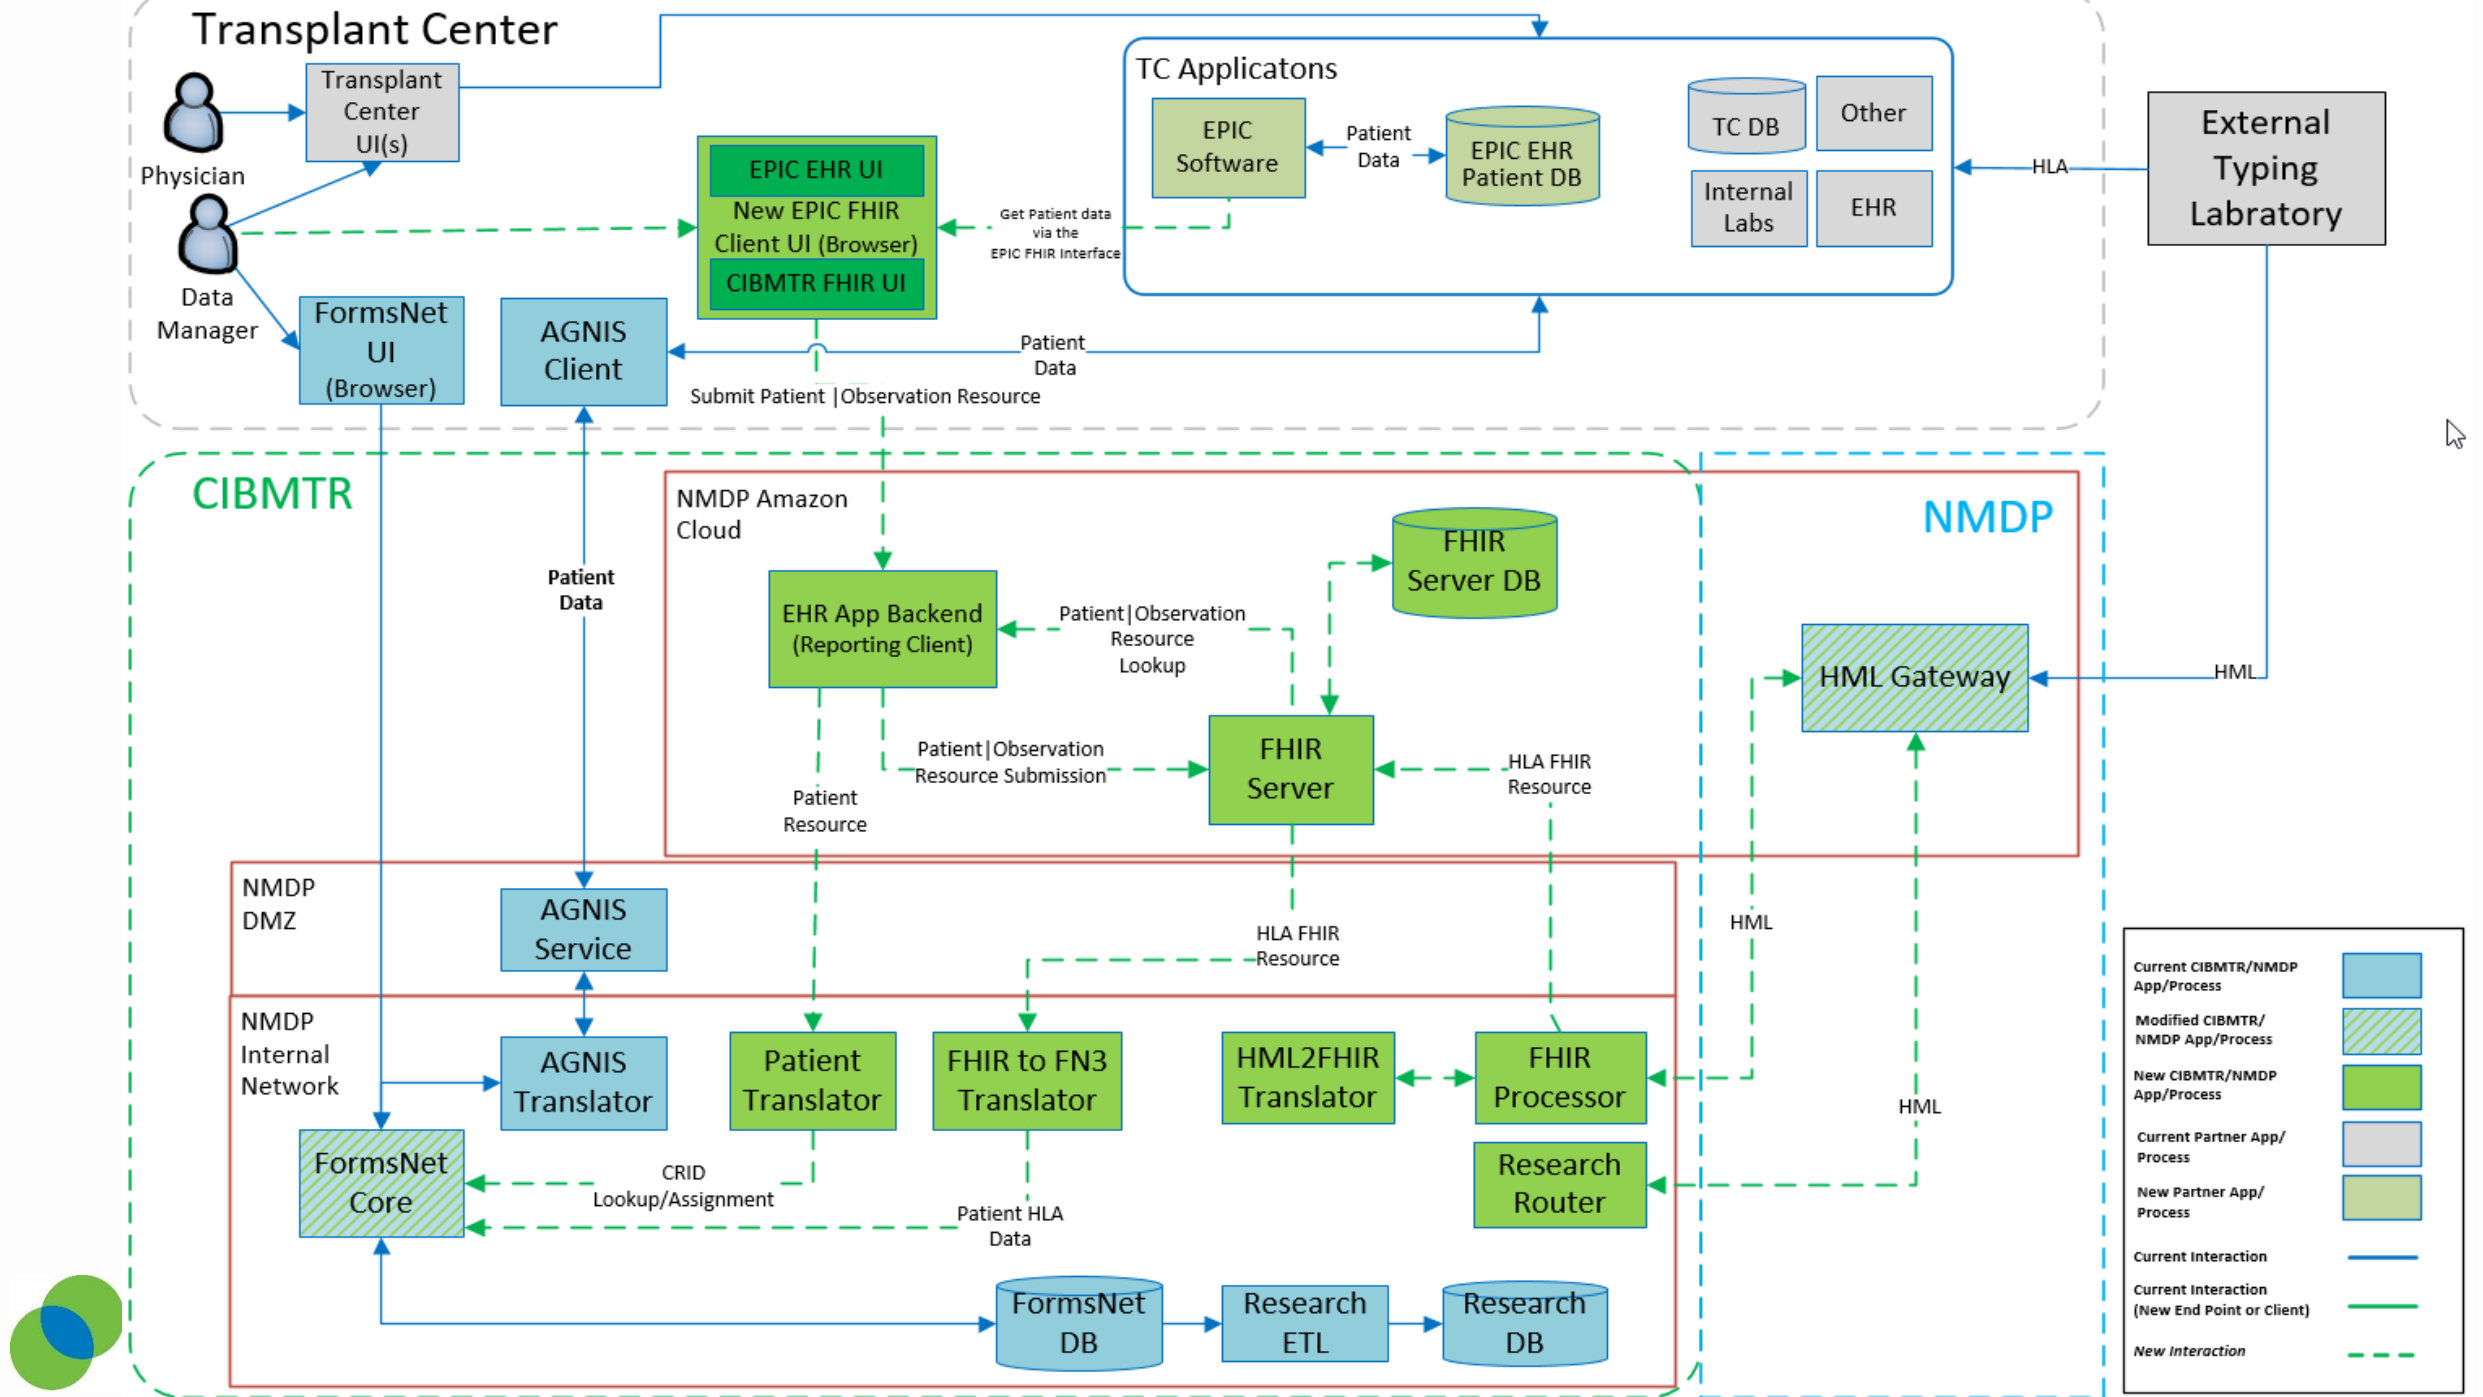 Transplant Center
Transplant
Center
UI(s)
Physician
Data
Manager
FormsNet
UI
(Browser)
AGNIS
Client
EPIC EHR UI
New EPIC FHIR
Client UI (Browser)
CIBMTR FHIR UI
Get Patient data
via the
EPIC FHIR Interface
TC Applicatons
EPIC
Software
Patient
Data
EPIC EHR
Patient DB
TC DB
Other
Internal
Labs
EHR
HLA
External
Typing
Labratory
Patient
Data
Submit Patient |Observation Resource
CIBMTR
NMDP Amazon
Cloud
NMDP
FHIR
Server DB
Patient
Data
EHR App Backend
(Reporting Client)
Patient|Observation
Resource
Lookup
HML Gateway
HML
Patient|Observation
Resource Submission
FHIR
Server
HLA FHIR
Resource
Patient
Resource
NMDP
DMZ
AGNIS
Service
HLA FHIR
Resource
HML
NMDP
Internal
Network
AGNIS
Translator
Patient
Translator
FHIR to FN3
Translator
HML2FHIR
Translator
FHIR
Processor
HML
FormsNet
Core
CRID
Lookup/Assignment
Patient HLA
Data
Research
Router
FormsNet
DB
Research
ETL
Research
DB
Current CIBMTR/NMDP
App/Process
Modified CIBMTR/
NMDP App/Process
New CIBMTR/NMDP
App/Process
Current Partner App/
Process
New Partner App/
Process
Current Interaction
Current Interaction
(New End Point or Client)
New Interaction